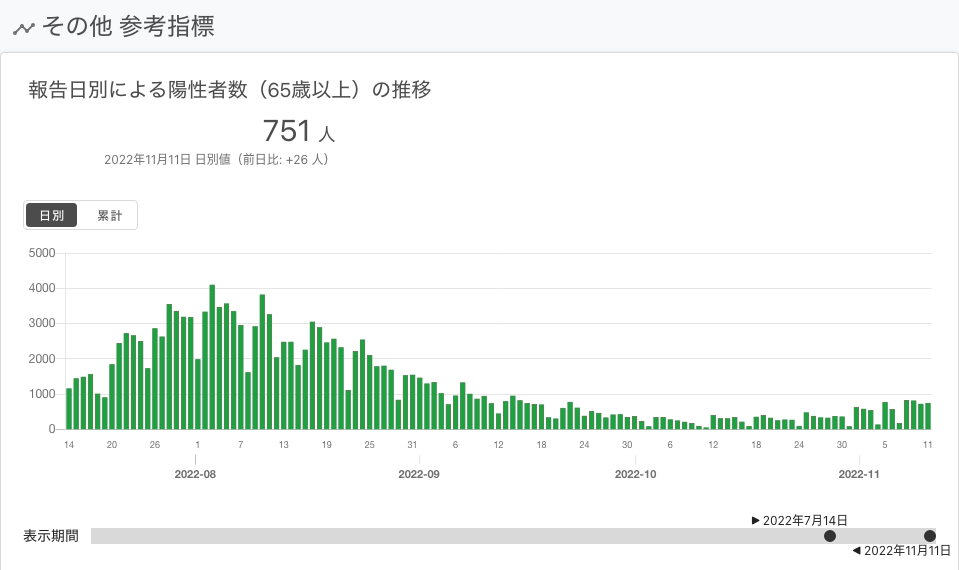 その他 参考指標
報告日別による陽性者数（65歳以上）の推移
751 人
2022年11月11日 日別値（前日比: +26 人）
日別 累計
5000
4000
3000
2000
1000
0
14 20 26 1 7 13 19 25 31 6 12 18 24 30 6 12 18 24 30 5 11
2022-08 2022-09 2022-10 2022-11
▶ 2022年7月14日
表示期間
◀ 2022年11月11日